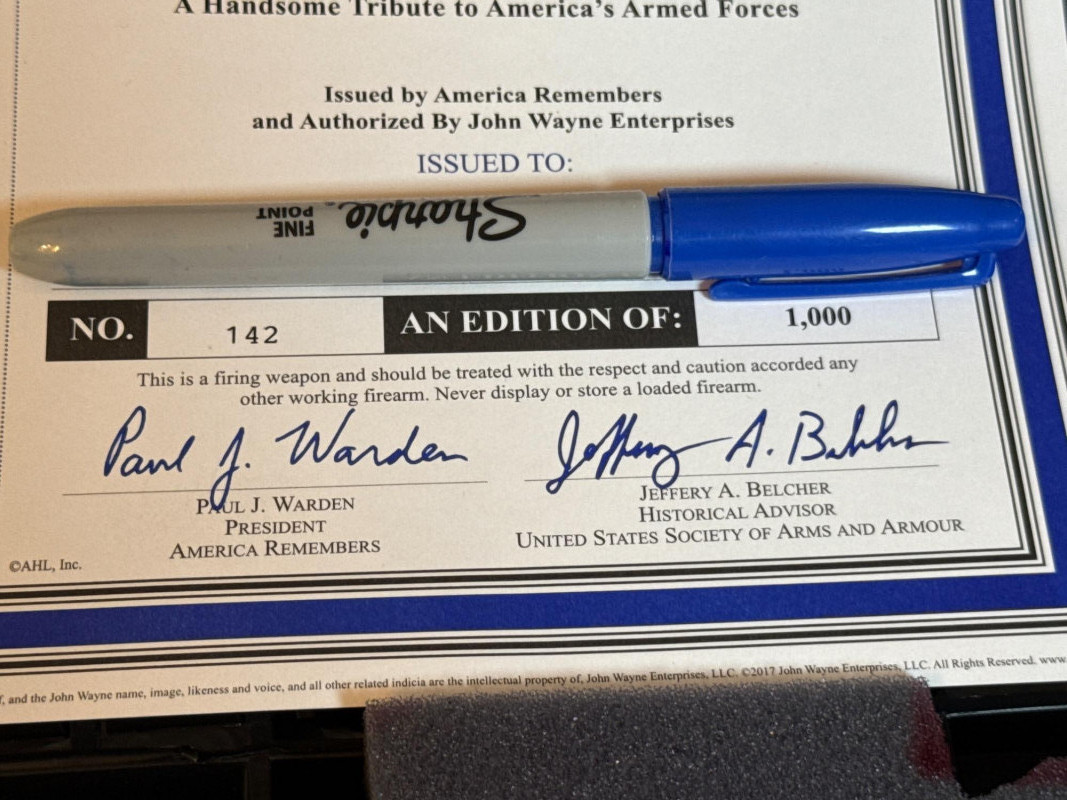 A Handsome Tribute to America's Armed Forces
Issued by America Remembers
and Authorized By John Wayne Enterprises
ISSUED TO:
Sharpie
FINE
POINT
NO. 142 AN EDITION OF: 1,000
This is a firing weapon and should be treated with the respect and caution accorded any
other working firearm. Never display or store a loaded firearm.
Paul J. Warden Jeffery A. Belcher
PAUL J. WARDEN
PRESIDENT
AMERICA REMEMBERS
JEFFERY A. BELCHER
HISTORICAL ADVISOR
UNITED STATES SOCIETY OF ARMS AND ARMOUR
©AHL, Inc.
, and the John Wayne name, image, likeness and voice, and all other related indicia are the intellectual property of, John Wayne Enterprises, LLC. ©2017 John Wayne Enterprises, LLC. All Rights Reserved. www.